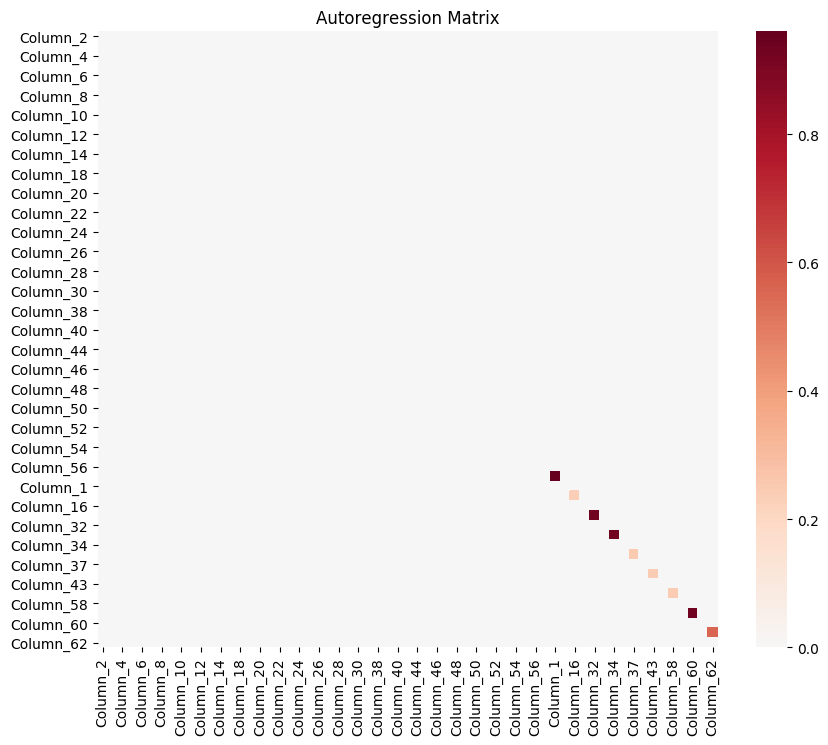 Autoregression Matrix
Column_2
Column_4
Column_6
Column_8
Column_10
Column_12
Column_14
Column_18
Column_20
Column_22
Column_24
Column_26
Column_28
Column_30
Column_38
Column_40
Column_44
Column_46
Column_48
Column_50
Column_52
Column_54
Column_56
Column_1
Column_16
Column_32
Column_34
Column_37
Column_43
Column_58
Column_60
Column_62
Column_2
Column_4
Column_6
Column_8
Column_10
Column_12
Column_14
Column_18
Column_20
Column_22
Column_24
Column_26
Column_28
Column_30
Column_38
Column_40
Column_44
Column_46
Column_48
Column_50
Column_52
Column_54
Column_56
Column_1
Column_16
Column_32
Column_34
Column_37
Column_43
Column_58
Column_60
Column_62
0.8
0.6
0.4
0.2
0.0